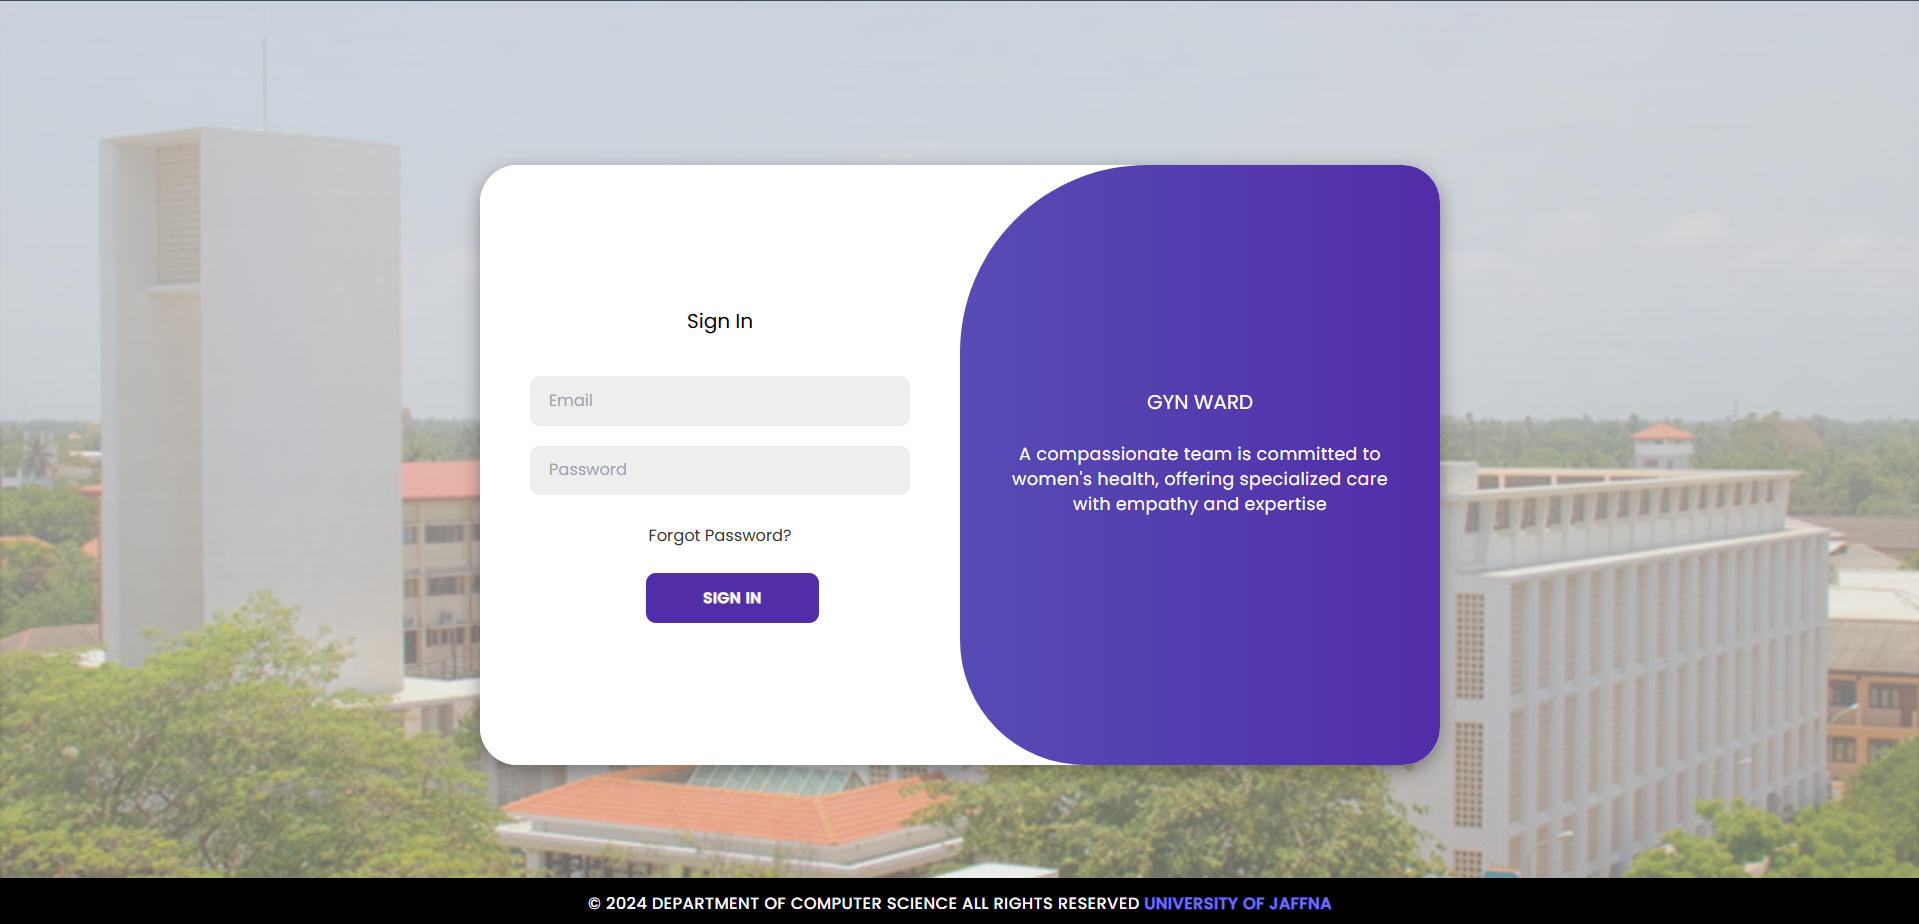 Sign In
Email
Password
Forgot Password?
SIGN IN
GYN WARD
A compassionate team is committed to
women's health, offering specialized care
with empathy and expertise
© 2024 DEPARTMENT OF COMPUTER SCIENCE ALL RIGHTS RESERVED UNIVERSITY OF JAFFNA